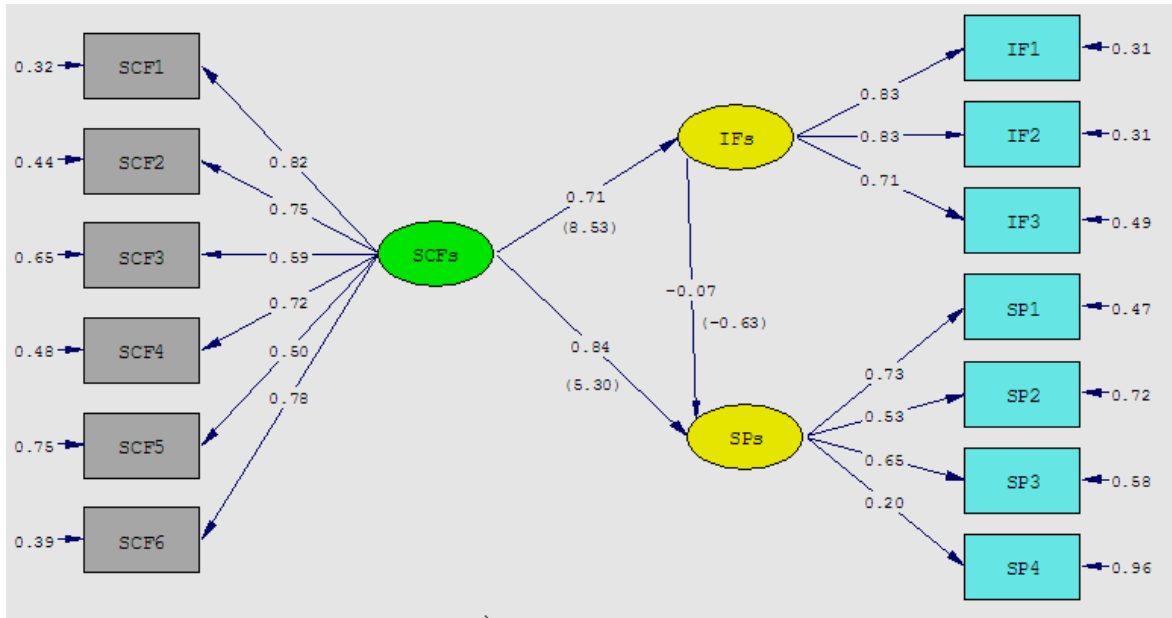 0.32 SCF1
0.44 SCF2
0.65 SCF3
0.48 SCF4
0.75 SCF5
0.39 SCF6
0.82
0.75
0.59
0.72
0.50
0.78
SCFs
0.71
(8.53)
0.84
(5.30)
IFs
-0.07
(-0.63)
SPs
0.83
0.83
0.71
0.73
0.53
0.65
0.20
IF1 0.31
IF2 0.31
IF3 0.49
SP1 0.47
SP2 0.72
SP3 0.58
SP4 0.96